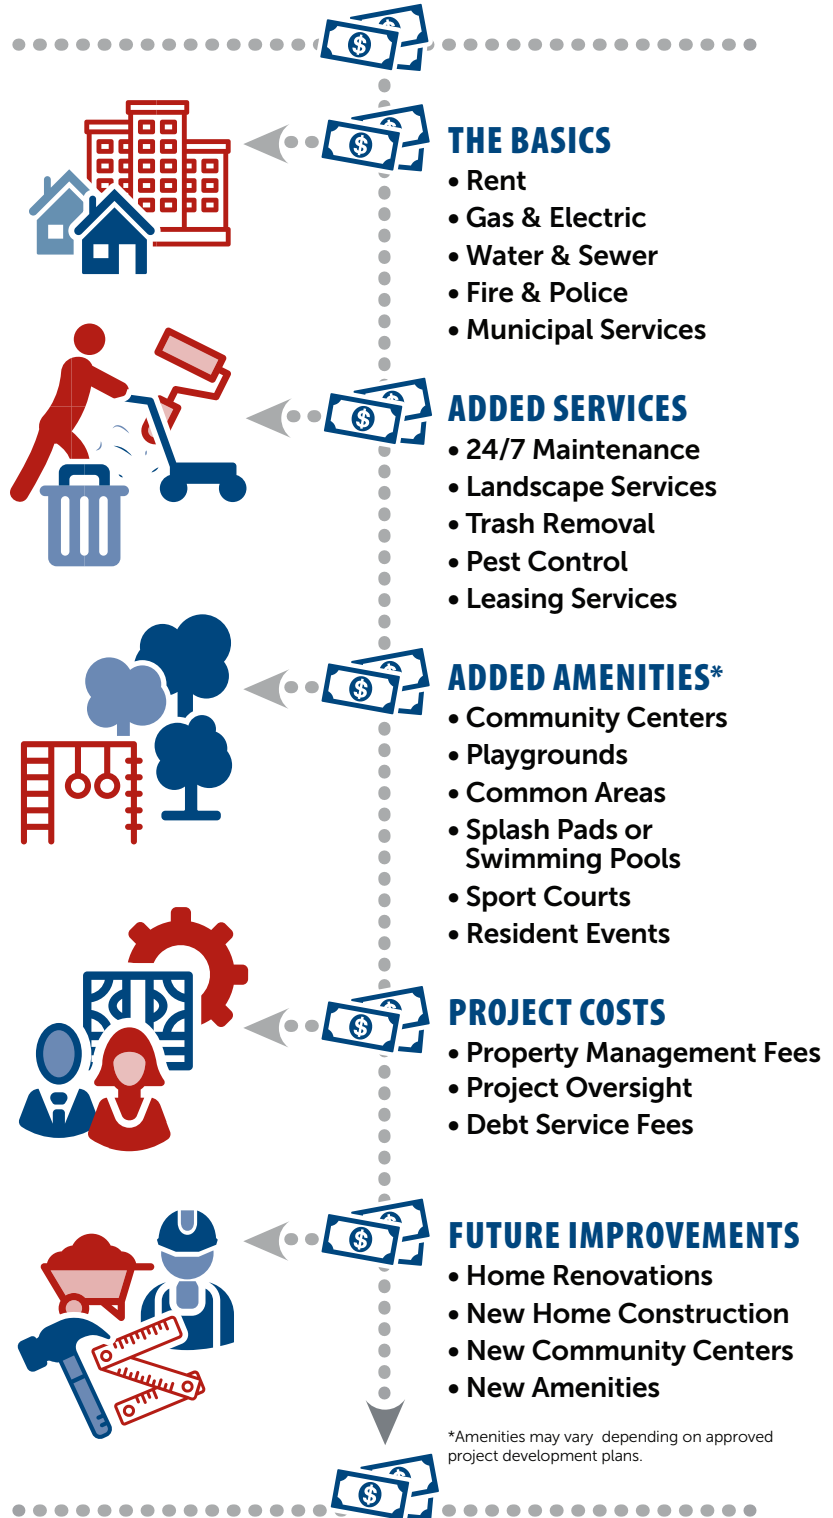 $
$
THE BASICS
• Rent
• Gas & Electric
• Water & Sewer
• Fire & Police
• Municipal Services
$
ADDED SERVICES
• 24/7 Maintenance
• Landscape Services
• Trash Removal
• Pest Control
• Leasing Services
$
ADDED AMENITIES*
• Community Centers
• Playgrounds
• Common Areas
• Splash Pads or
Swimming Pools
• Sport Courts
• Resident Events
$
PROJECT COSTS
• Property Management Fees
• Project Oversight
• Debt Service Fees
$
FUTURE IMPROVEMENTS
• Home Renovations
• New Home Construction
• New Community Centers
• New Amenities
*Amenities may vary depending on approved
project development plans.
$